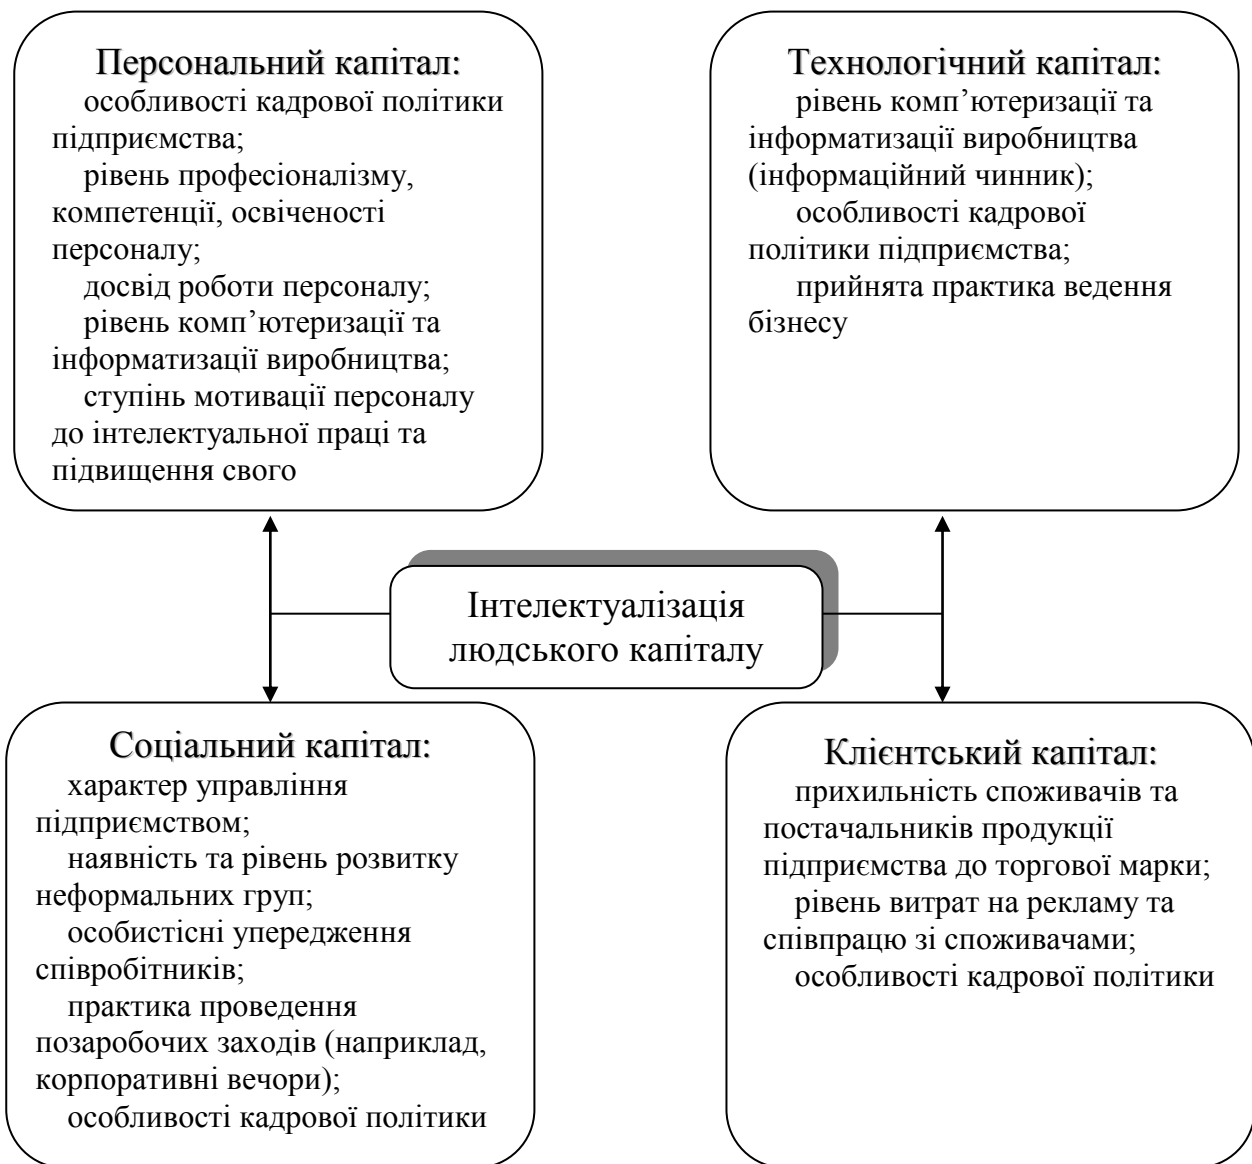 Персональний капітал:
особливості кадрової політики
підприємства;
рівень професіоналізму,
компетенції, освіченості
персоналу;
досвід роботи персоналу;
рівень комп’ютеризації та
інформатизації виробництва;
ступінь мотивації персоналу
до інтелектуальної праці та
підвищення свого
Технологічний капітал:
рівень комп’ютеризації та
інформатизації виробництва
(інформаційний чинник);
особливості кадрової
політики підприємства;
прийнята практика ведення
бізнесу
Інтелектуалізація
людського капіталу
Соціальний капітал:
характер управління
підприємством;
наявність та рівень розвитку
неформальних груп;
особистісні упередження
співробітників;
практика проведення
позаробочих заходів (наприклад,
корпоративні вечори);
особливості кадрової політики
Клієнтський капітал:
прихильність споживачів та
постачальників продукції
підприємства до торгової марки;
рівень витрат на рекламу та
співпрацю зі споживачами;
особливості кадрової політики